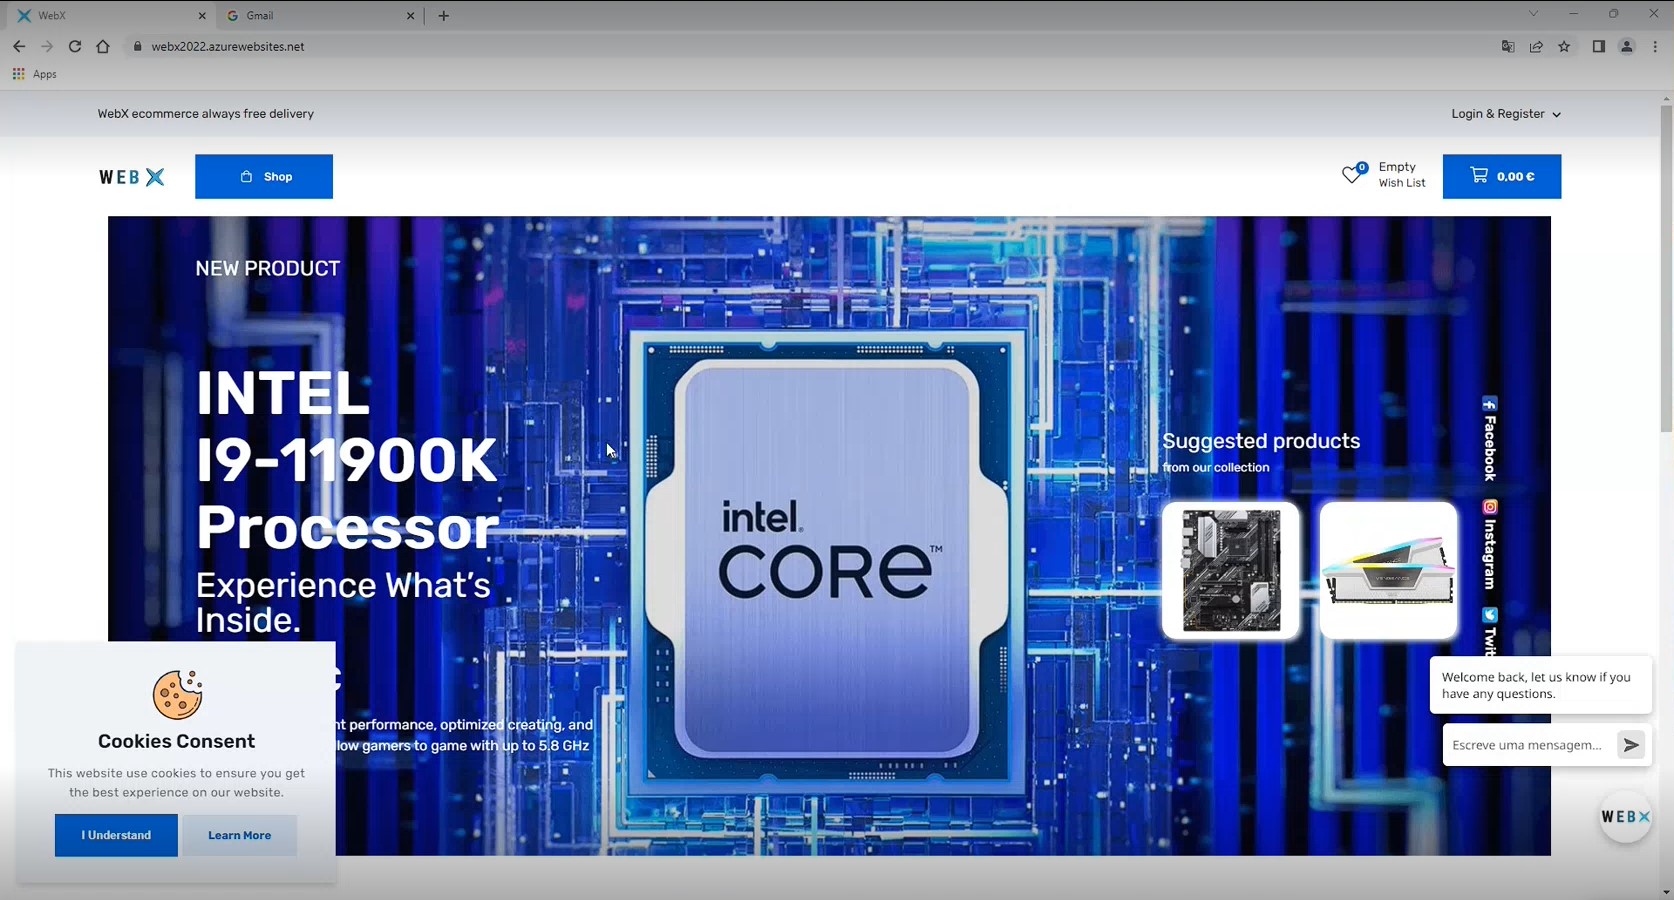 WebX
Gmail
webx2022.azurewebsites.net
Apps
WebX ecommerce always free delivery
Login & Register
WEB X
Shop
0
Empty
Wish List
0,00 €
NEW PRODUCT
INTEL
I9-11900K
Processor
Experience What's
Inside.
nt performance, optimized creating, and
low gamers to game with up to 5.8 GHz
intel.
CORE™
Suggested products
from our collection
Facebook
Instagram
Twit
Cookies Consent
This website use cookies to ensure you get
the best experience on our website.
I Understand
Learn More
Welcome back, let us know if you
have any questions.
Escreve uma mensagem...
WEBX